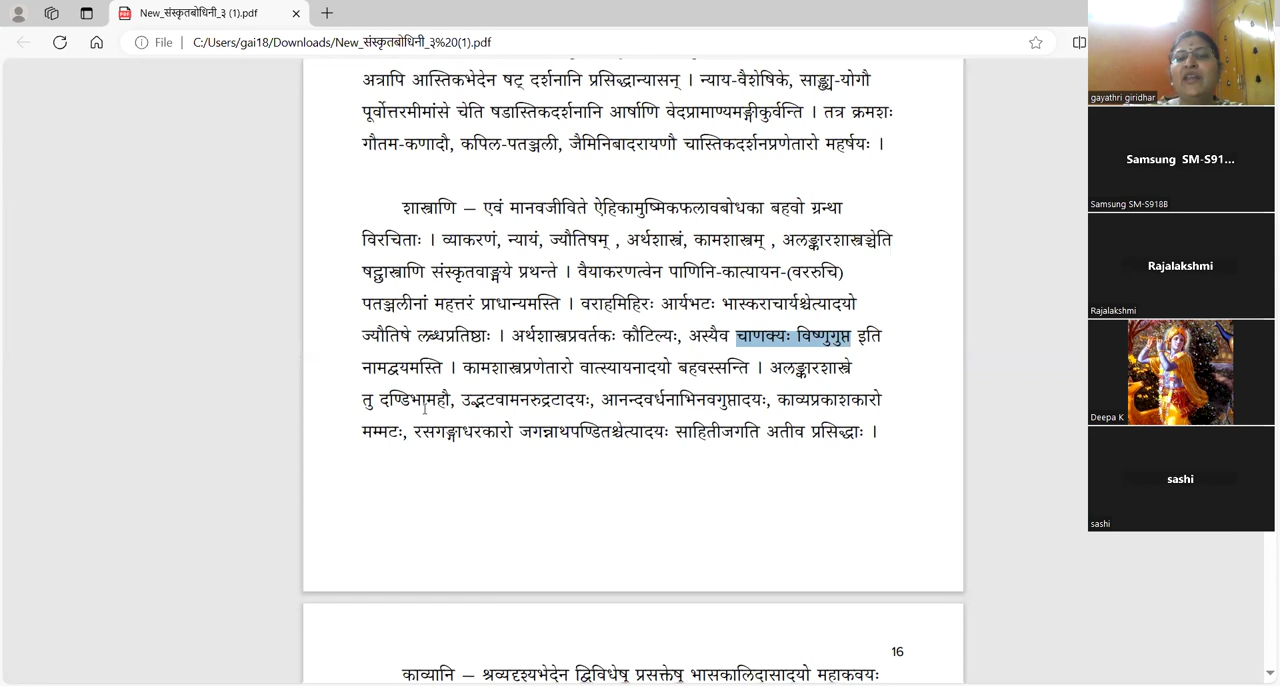 New_संस्कृतबोधिनी_३ (1).pdf
File
C:/Users/gai18/Downloads/New_संस्कृतबोधिनी_३%20(1).pdf
अत्रापि आस्तिकभेदेन षट् दर्शनानि प्रसिद्धान्यासन् । न्याय-वैशेषिके, साङ्ख्य-योगौ
पूर्वोत्तरमीमांसे चेति षडास्तिकदर्शनानि आर्षाणि वेदप्रामाण्यमङ्गीकुर्वन्ति । तत्र क्रमशः
गौतम-कणादौ, कपिल-पतञ्जली, जैमिनिबादरायणौ चास्तिकदर्शनप्रणेतारो महर्षयः ।
शास्त्राणि – एवं मानवजीविते ऐहिकामुष्मिकफलावबोधका बहवो ग्रन्था
विरचिताः । व्याकरणं, न्यायं, ज्यौतिषम् , अर्थशास्त्रं, कामशास्त्रम् , अलङ्कारशास्त्रञ्चेति
षट्छास्त्राणि संस्कृतवाङ्मये प्रथन्ते । वैयाकरणत्वेन पाणिनि-कात्यायन-(वररुचि)
पतञ्जलीनां महत्तरं प्राधान्यमस्ति । वराहमिहिरः आर्यभटः भास्कराचार्यश्चेत्यादयो
ज्यौतिषे लब्धप्रतिष्ठाः । अर्थशास्त्रप्रवर्तकः कौटिल्यः, अस्यैव चाणक्यः विष्णुगुप्त इति
नामद्वयमस्ति । कामशास्त्रप्रणेतारो वात्स्यायनादयो बहवस्सन्ति । अलङ्कारशास्त्रे
तु दण्डिभामहौ, उद्भटवामनरुद्रटादयः, आनन्दवर्धनाभिनवगुप्तादयः, काव्यप्रकाशकारो
मम्मटः, रसगङ्गाधरकारो जगन्नाथपण्डितश्चेत्यादयः साहितीजगति अतीव प्रसिद्धाः ।
16
काव्यानि – श्रव्यदृश्यभेदेन द्विविधेषु प्रसक्तेषु भासकालिदासादयो महाकवयः
gayathri giridhar
Samsung SM-S91...
Samsung SM-S918B
Rajalakshmi
Rajalakshmi
Deepa K
sashi
sashi